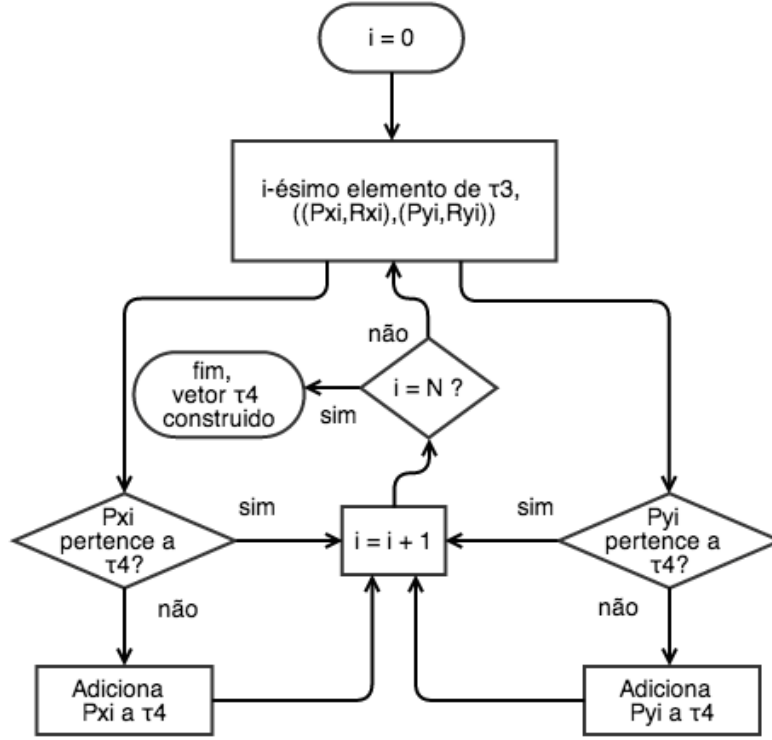 i = 0
i-ésimo elemento de τ3,
((Pxi,Rxi),(Pyi,Ryi))
não
i = N ?
fim,
vetor τ4
construido
sim
Pxi
pertence a
τ4?
sim
i = i + 1
sim
Pyi
pertence a
τ4?
não
não
Adiciona
Pxi a τ4
Adiciona
Pyi a τ4